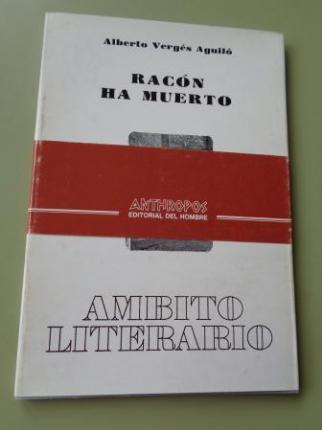 Alberto Vergés Aguiló
RACÓN
HA MUERTO
ANTHROPOS
EDITORIAL DEL HOMBRE
AMBITO
LITERARIO